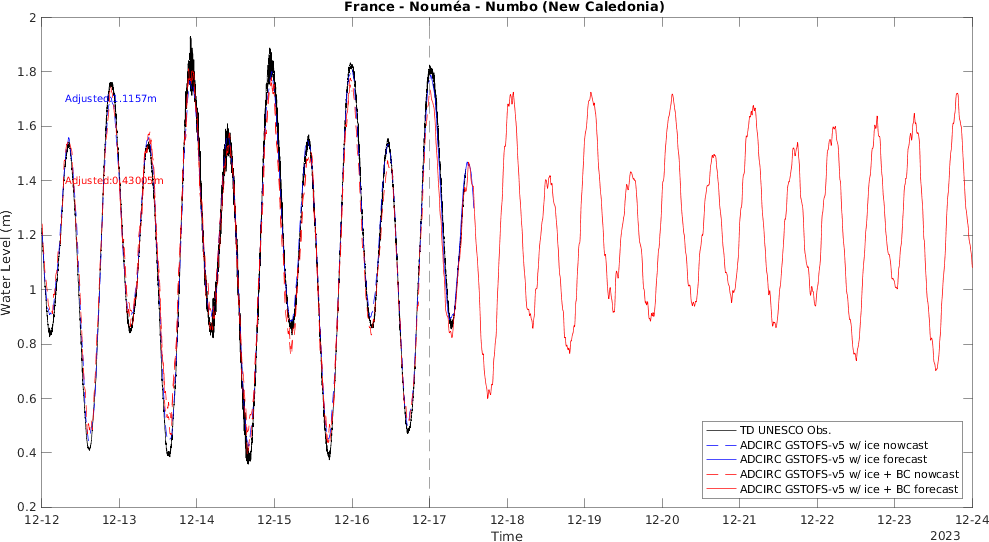 France - Nouméa - Numbo (New Caledonia)
2
1.8
1.6
1.4
1.2
1
0.8
0.6
0.4
0.2
Water Level (m)
Adjusted:1.1157m
Adjusted:0.43005m
TD UNESCO Obs.
ADCIRC GSTOFS-v5 w/ ice nowcast
ADCIRC GSTOFS-v5 w/ ice forecast
ADCIRC GSTOFS-v5 w/ ice + BC nowcast
ADCIRC GSTOFS-v5 w/ ice + BC forecast
12-12 12-13 12-14 12-15 12-16 12-17 12-18 12-19 12-20 12-21 12-22 12-23 12-24
Time
2023